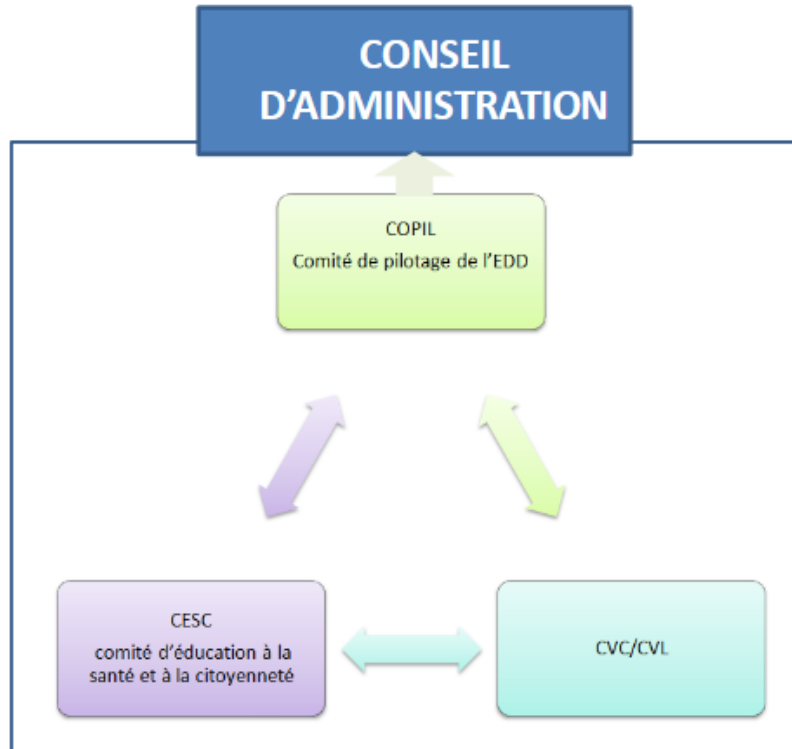 CONSEIL
D'ADMINISTRATION
COPIL
Comité de pilotage de l'EDD
CESC
comité d'éducation à la
santé et à la citoyenneté
CVC/CVL